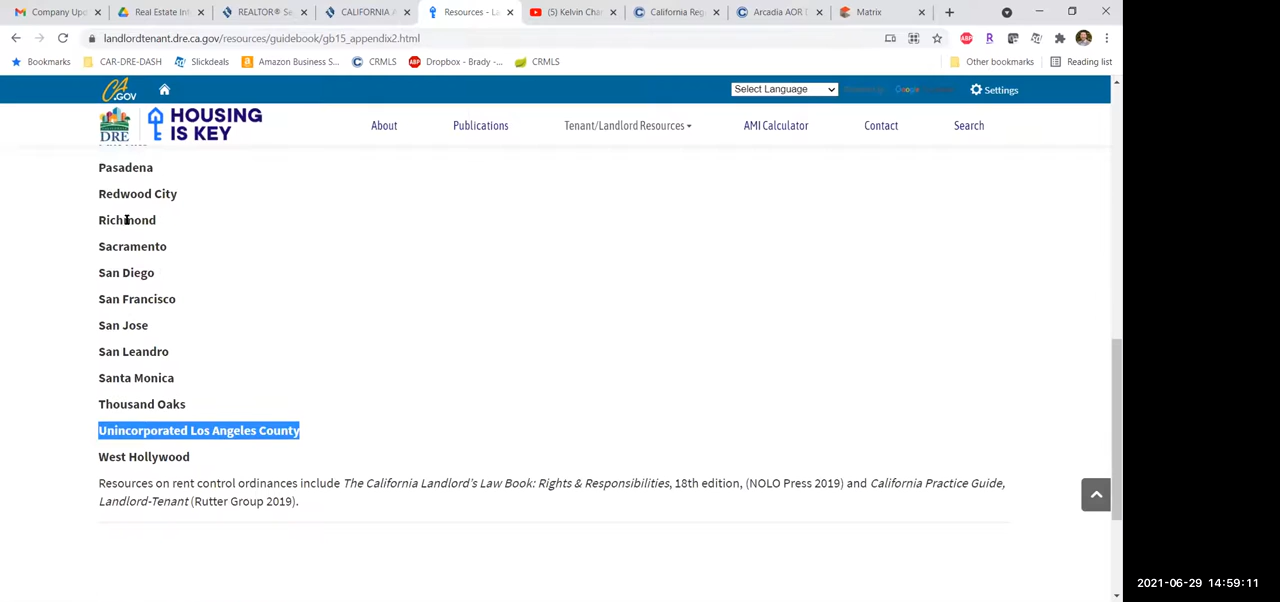 Company Upd
Real Estate Int
REALTOR® Se
CALIFORNIA A
Resources - La
(5) Kelvin Cha
California Reg
Arcadia AOR
Matrix
landlordtenant.dre.ca.gov/resources/guidebook/gb15_appendix2.html
Bookmarks
CAR-DRE-DASH
Slickdeals
Amazon Business S...
CRMLS
Dropbox - Brady -...
CRMLS
Other bookmarks
Reading list
CA.GOV
Select Language
Settings
DRE
HOUSING
IS KEY
About
Publications
Tenant/Landlord Resources
AMI Calculator
Contact
Search
Pasadena
Redwood City
Richmond
Sacramento
San Diego
San Francisco
San Jose
San Leandro
Santa Monica
Thousand Oaks
Unincorporated Los Angeles County
West Hollywood
Resources on rent control ordinances include The California Landlord's Law Book: Rights & Responsibilities, 18th edition, (NOLO Press 2019) and California Practice Guide,
Landlord-Tenant (Rutter Group 2019).
2021-06-29 14:59:11